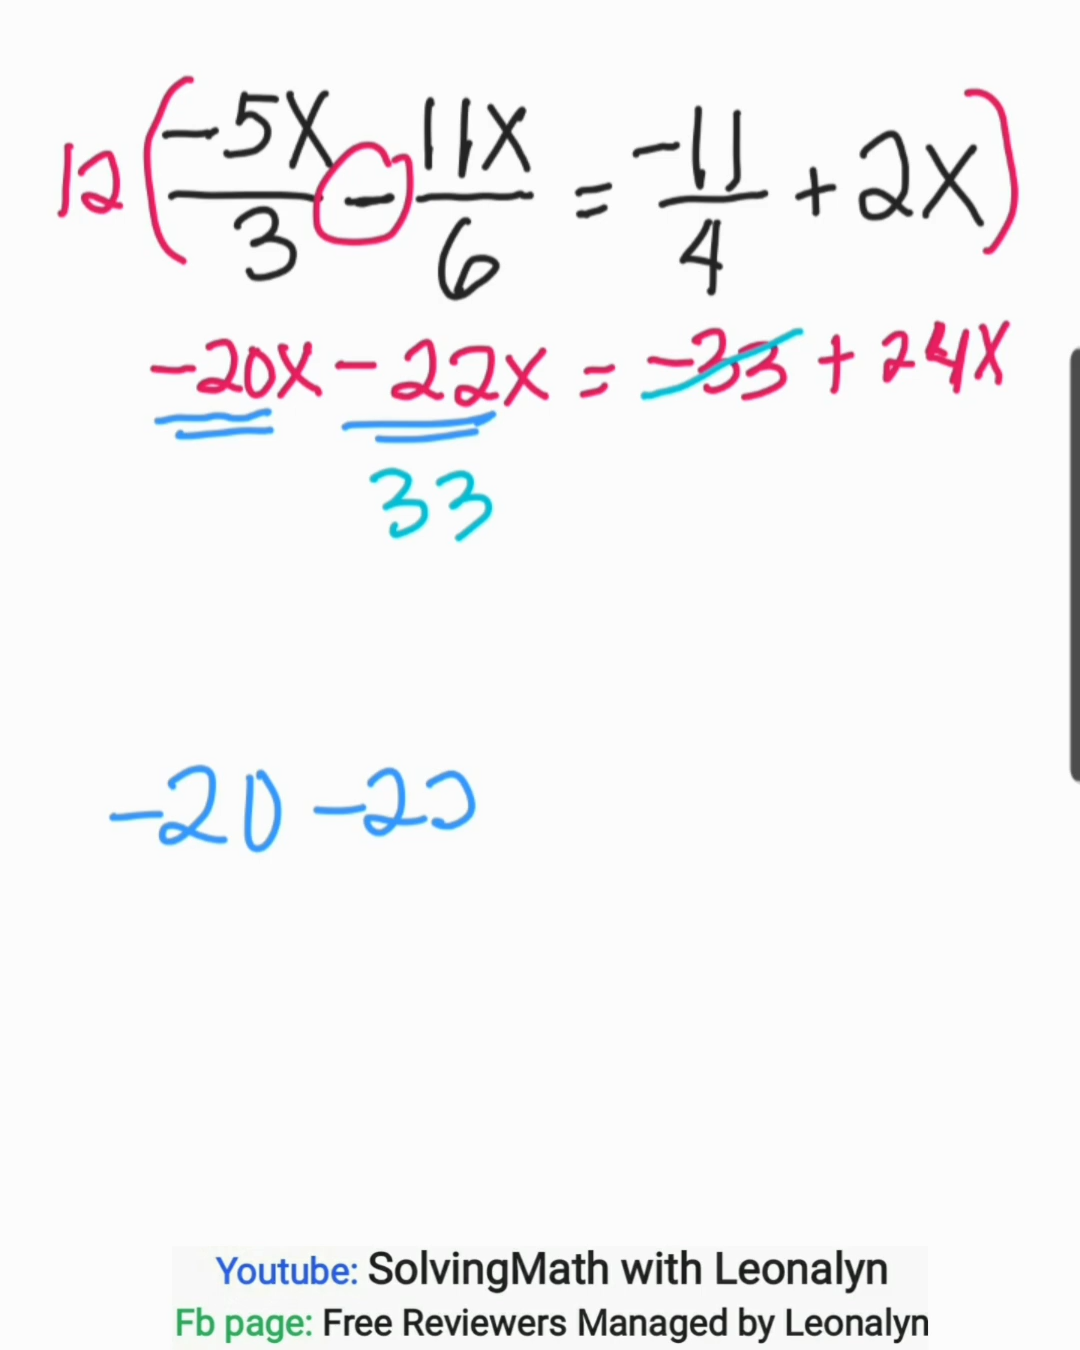 12(-5x/3 - 11x/6 = -11/4 + 2x)
-20x - 22x = -33 + 24x
33
-20 -22
Youtube: SolvingMath with Leonalyn
Fb page: Free Reviewers Managed by Leonalyn